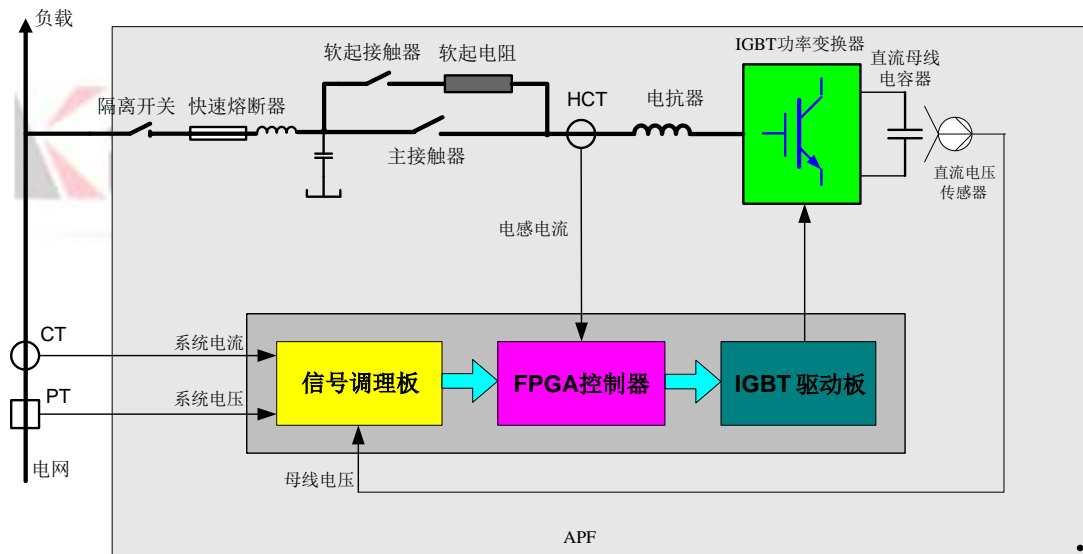 负载
软起接触器
软起电阻
IGBT功率变换器
直流母线
电容器
隔离开关
快速熔断器
HCT
电抗器
主接触器
直流电压
传感器
电感电流
CT
系统电流
信号调理板
FPGA控制器
IGBT 驱动板
PT
系统电压
电网
母线电压
APF